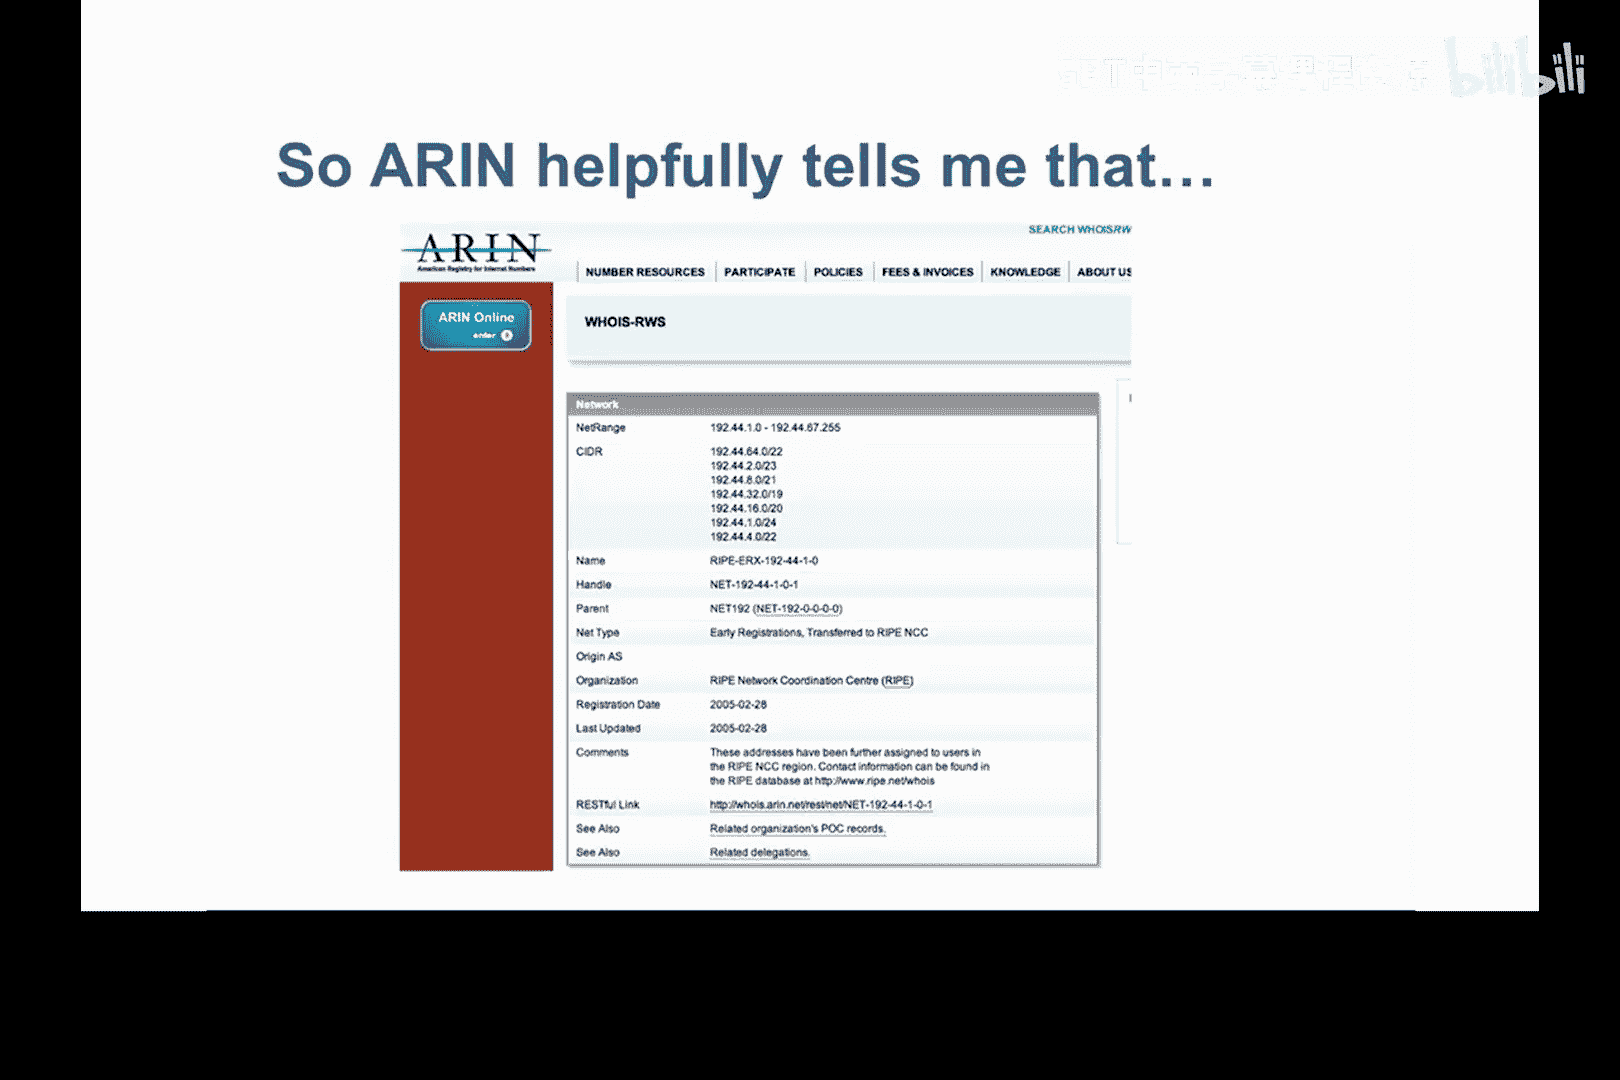 bilibili
So ARIN helpfully tells me that...
ARIN
American Registry for Internet Numbers
SEARCH WHOISRW
NUMBER RESOURCES
PARTICIPATE
POLICIES
FEES & INVOICES
KNOWLEDGE
ABOUT US
ARIN Online
enter
WHOIS-RWS
Network
NetRange 192.44.1.0 - 192.44.67.255
CIDR 192.44.64.0/22
192.44.2.0/23
192.44.8.0/21
192.44.32.0/19
192.44.16.0/20
192.44.1.0/24
192.44.4.0/22
Name RIPE-ERX-192-44-1-0
Handle NET-192-44-1-0-1
Parent NET192 (NET-192-0-0-0-0)
Net Type Early Registrations, Transferred to RIPE NCC
Origin AS
Organization RIPE Network Coordination Centre (RIPE)
Registration Date 2005-02-28
Last Updated 2005-02-28
Comments These addresses have been further assigned to users in
the RIPE NCC region. Contact information can be found in
the RIPE database at http://www.ripe.net/whois
RESTful Link http://whois.arin.net/rest/net/NET-192-44-1-0-1
See Also Related organization's POC records.
See Also Related delegations.